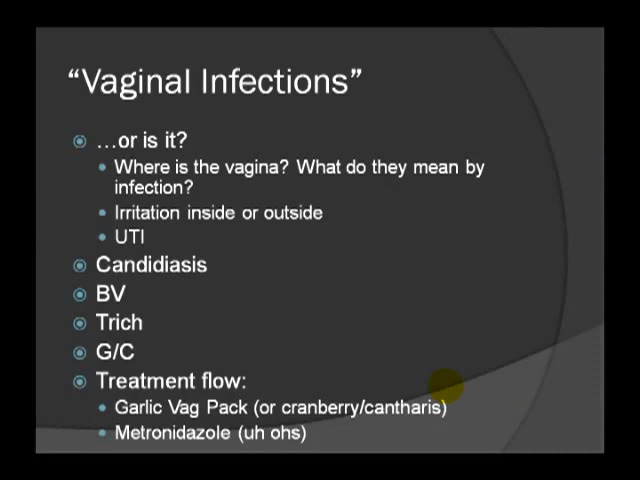 “Vaginal Infections”
…or is it?
Where is the vagina? What do they mean by
infection?
Irritation inside or outside
UTI
Candidiasis
BV
Trich
G/C
Treatment flow:
Garlic Vag Pack (or cranberry/cantharis)
Metronidazole (uh ohs)